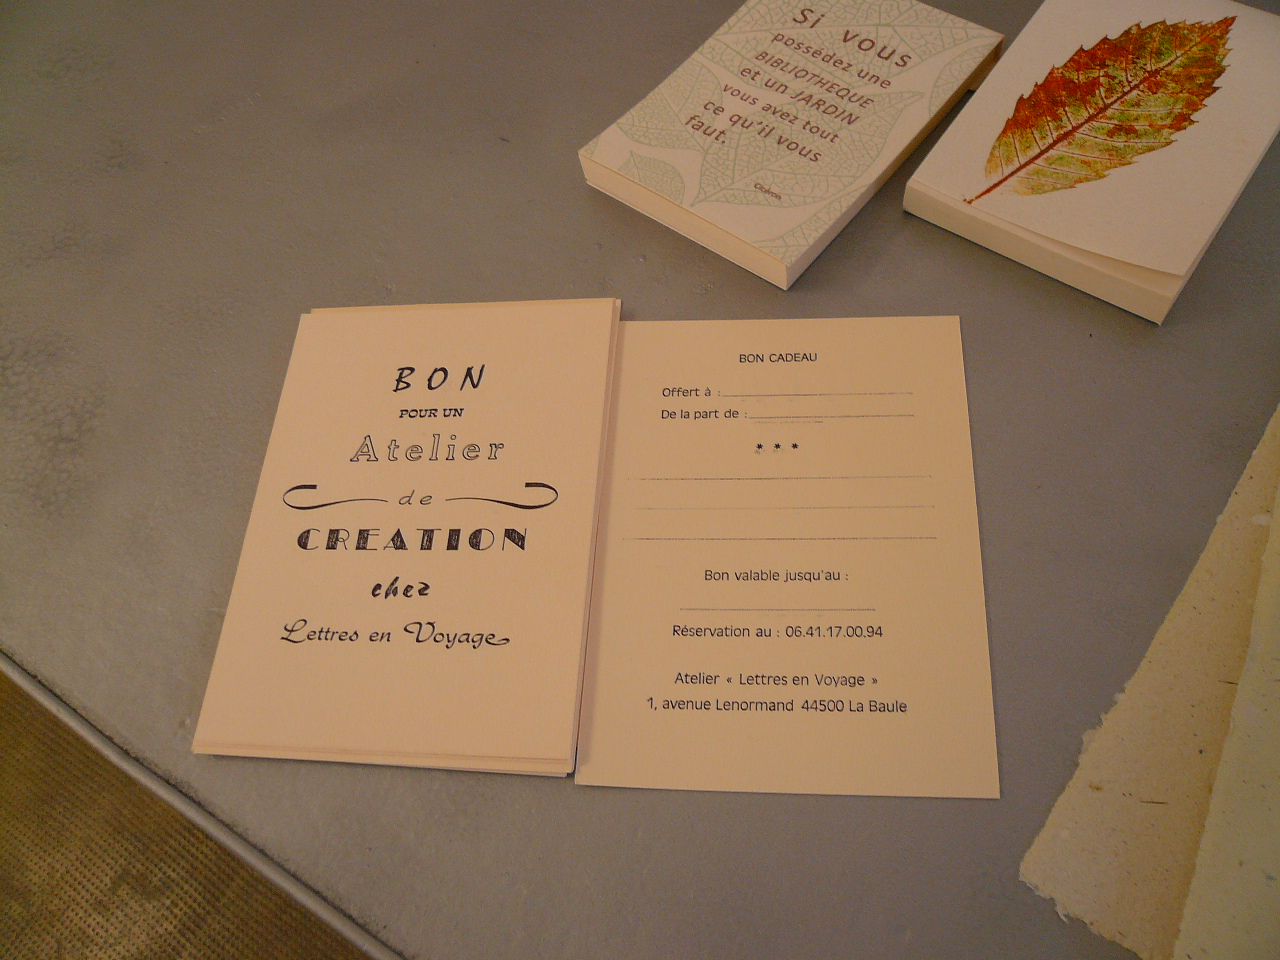 Si vous
possédez une
BIBLIOTHEQUE
et un JARDIN
vous avez tout
ce qu'il vous
faut.
Cicéron
BON
POUR UN
Atelier
de
CREATION
chez
Lettres en Voyage
BON CADEAU
Offert à :
De la part de :
* * *
Bon valable jusqu'au :
Réservation au : 06.41.17.00.94
Atelier « Lettres en Voyage »
1, avenue Lenormand 44500 La Baule